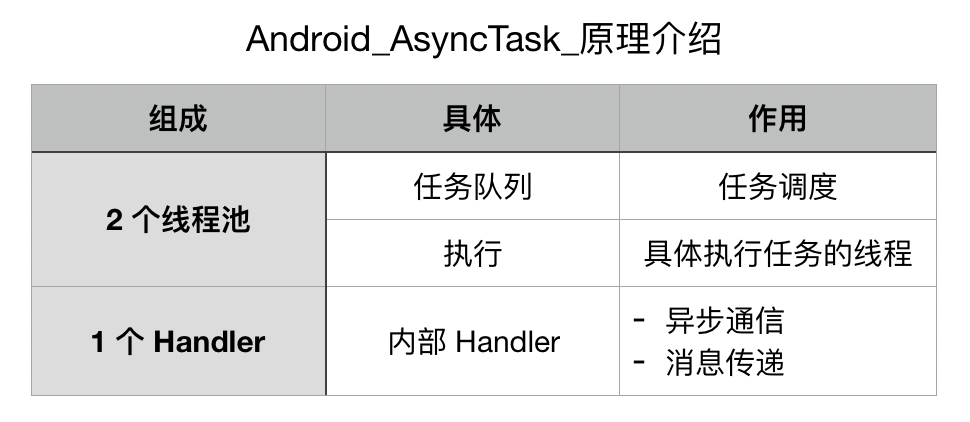 Android_AsyncTask_原理介绍
组成 具体 作用
2 个线程池
任务队列 任务调度
执行 具体执行任务的线程
1 个 Handler 内部 Handler
- 异步通信
- 消息传递